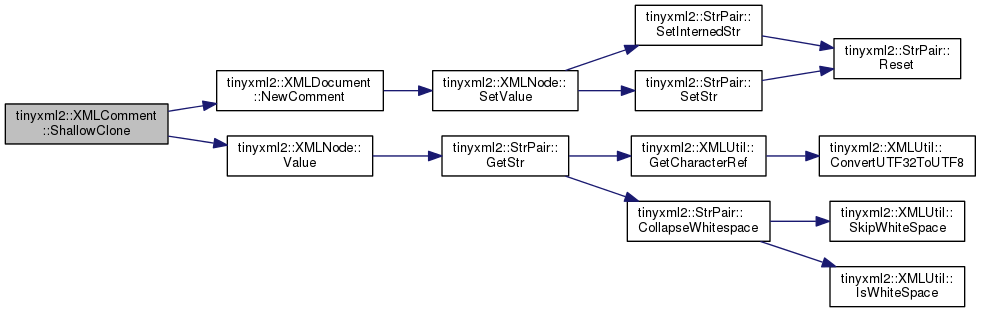 tinyxml2::XMLComment
::ShallowClone
tinyxml2::XMLDocument
::NewComment
tinyxml2::XMLNode::
SetValue
tinyxml2::StrPair::
SetInternedStr
tinyxml2::StrPair::
SetStr
tinyxml2::StrPair::
Reset
tinyxml2::XMLNode::
Value
tinyxml2::StrPair::
GetStr
tinyxml2::XMLUtil::
GetCharacterRef
tinyxml2::XMLUtil::
ConvertUTF32ToUTF8
tinyxml2::StrPair::
CollapseWhitespace
tinyxml2::XMLUtil::
SkipWhiteSpace
tinyxml2::XMLUtil::
IsWhiteSpace